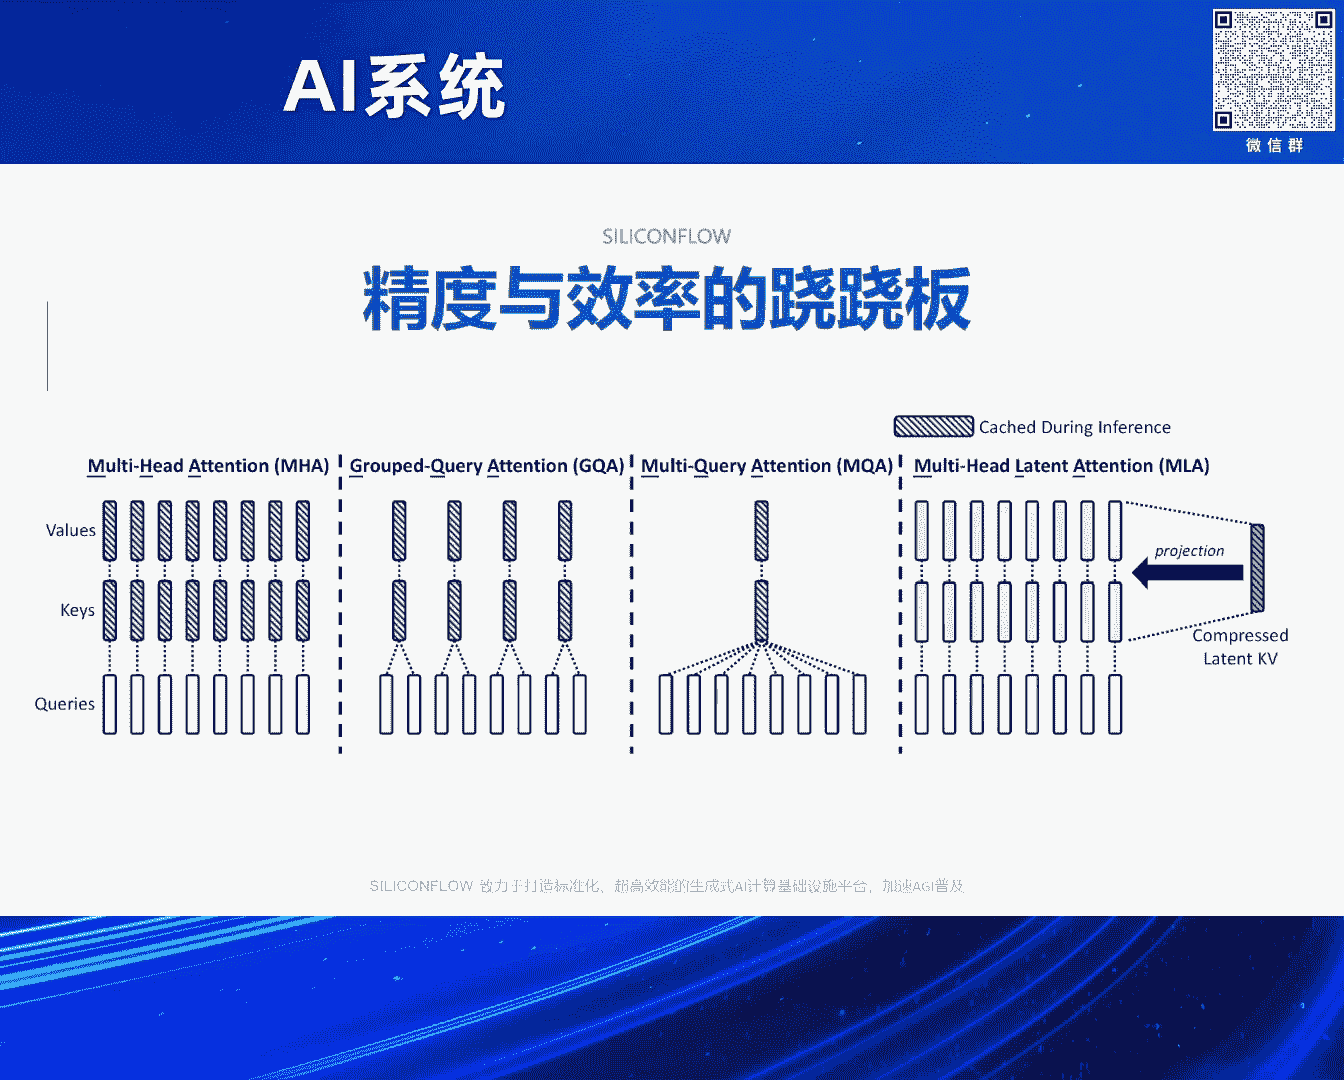 AI系统
微信群
SILICONFLOW
精度与效率的跷跷板
Cached During Inference
Multi-Head Attention (MHA)
Grouped-Query Attention (GQA)
Multi-Query Attention (MQA)
Multi-Head Latent Attention (MLA)
Values
projection
Keys
Compressed
Latent KV
Queries
SILICONFLOW 致力于打造标准化、超高效能的生成式AI计算基础设施平台，加速AGI普及